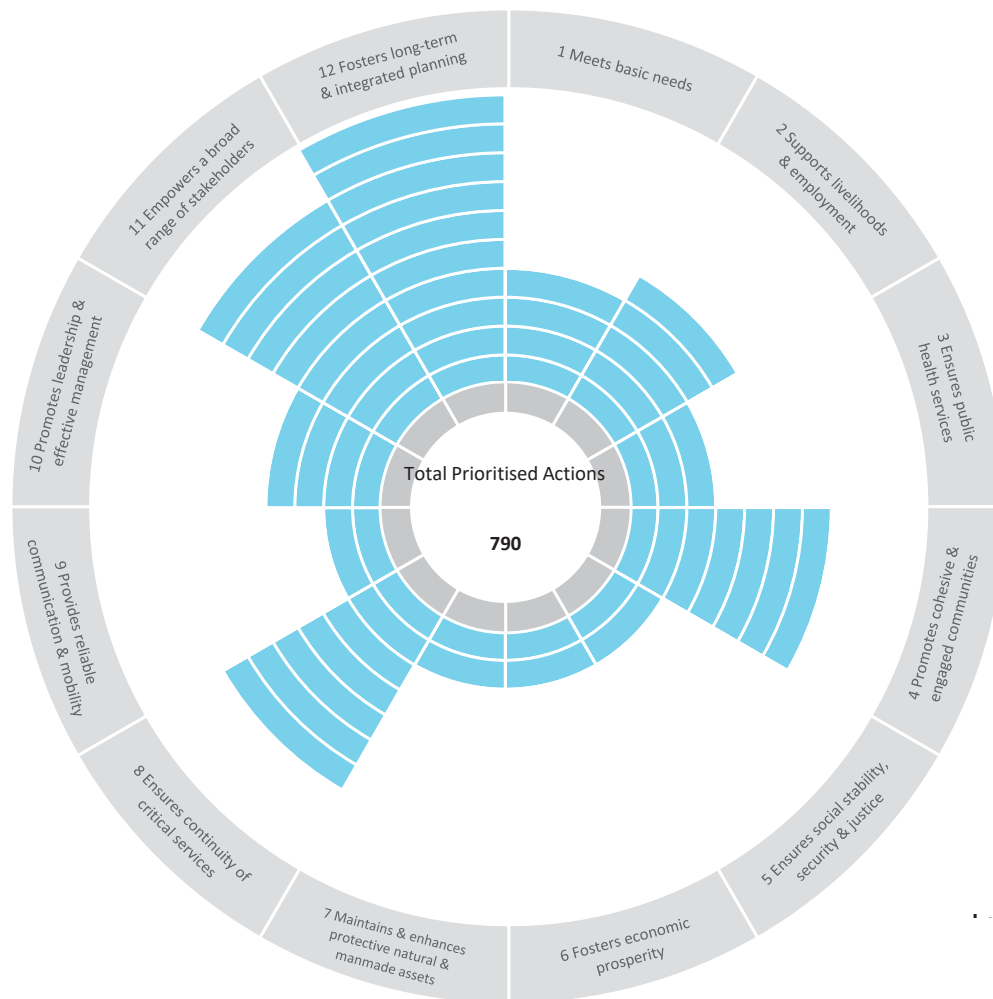 12 Fosters long-term
& integrated planning
1 Meets basic needs
2 Supports livelihoods
& employment
3 Ensures public
health services
4 Promotes cohesive &
engaged communities
5 Ensures social stability,
security & justice
6 Fosters economic
prosperity
7 Maintains & enhances
protective natural &
manmade assets
8 Ensures continuity of
critical services
9 Provides reliable
communication & mobility
10 Promotes leadership &
effective management
11 Empowers a broad
range of stakeholders
Total Prioritised Actions
790